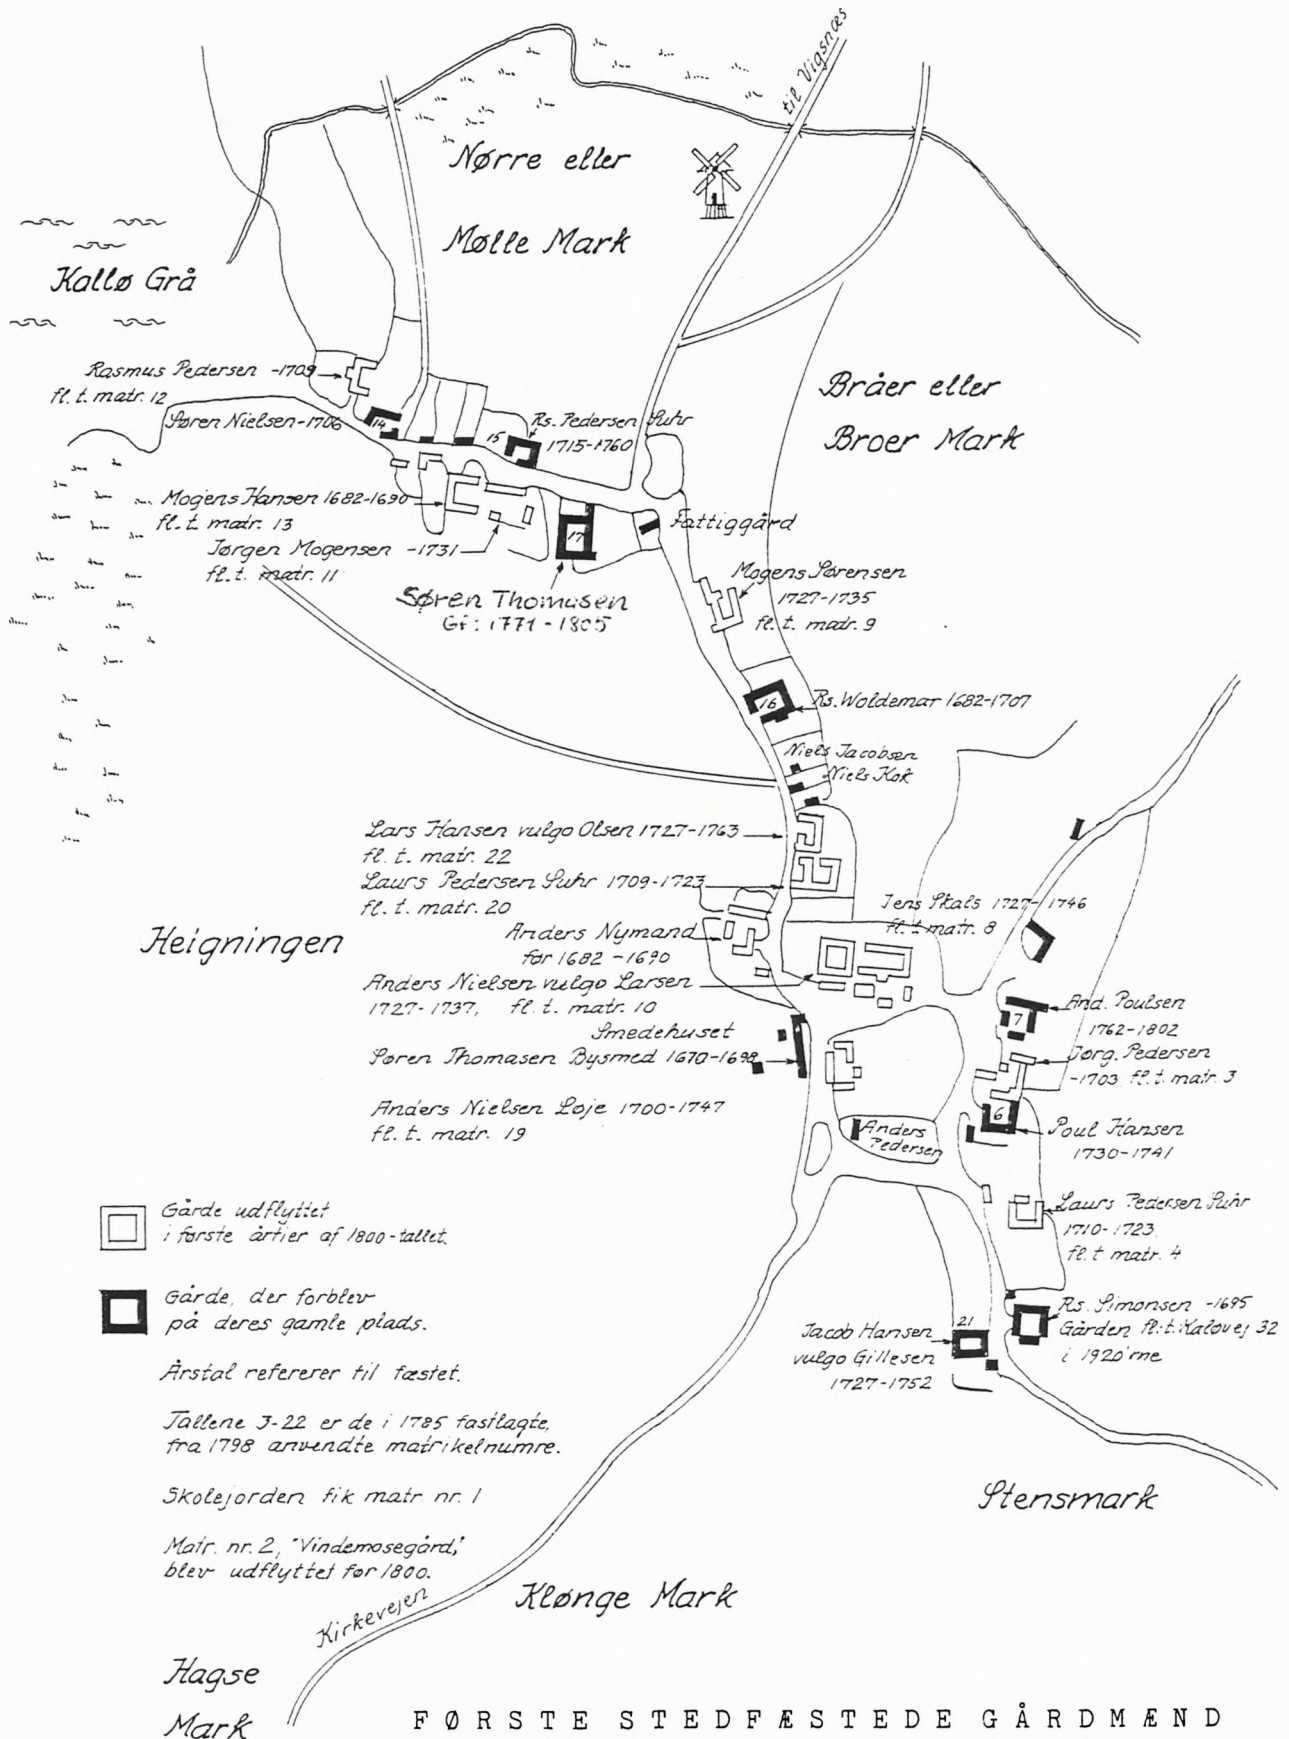 til Vigsnæs
Nørre eller
Mølle Mark
Kallø Grå
Rasmus Pedersen -1709
fl. t. matr. 12
Søren Nielsen-1706
14
15
Rs. Pedersen Suhr
1715-1760
Bråer eller
Broer Mark
Mogens Hansen 1682-1690
fl. t. matr. 13
Jørgen Mogensen -1731
fl. t. matr. 11
17
Fattiggård
Søren Thomasen
Gf: 1771-1805
Mogens Sørensen
1727-1735
fl. t. matr. 9
16
Rs. Woldemar 1682-1707
Niels Jacobsen
Niels Kok
Lars Hansen vulgo Olsen 1727-1763
fl. t. matr. 22
Laurs Pedersen Suhr 1709-1723
fl. t. matr. 20
Jens Skals 1727-1746
fl. t matr. 8
Heigningen
Anders Nymand
før 1682-1690
Anders Nielsen vulgo Larsen
1727-1737, fl. t. matr. 10
Smedehuset
Søren Thomasen Bysmed 1670-1698
Anders Nielsen Løje 1700-1747
fl. t. matr. 19
7
And. Poulsen
1762-1802
Jørg. Pedersen
-1703 fl. t. matr. 3
6
Poul Hansen
1730-1741
Anders
Pedersen
Laurs Pedersen Suhr
1710-1723
fl. t matr. 4
Gårde udflyttet
i første årtier af 1800-tallet.
Gårde, der forblev
på deres gamle plads.
Rs. Simonsen -1695
Gården fl. t. Kaløvej 32
i 1920'rne
21
Jacob Hansen
vulgo Gillesen
1727-1752
Årstal refererer til fæstet.
Tallene 3-22 er de i 1785 fastlagte,
fra 1798 anvendte matrikelnumre.
Skolejorden fik matr. nr. 1
Matr. nr. 2, "Vindemosegård,"
blev udflyttet før 1800.
Stensmark
Kirkevejen
Klønge Mark
Hagse
Mark
FØRSTE STEDFÆSTEDE GÅRDMÆND